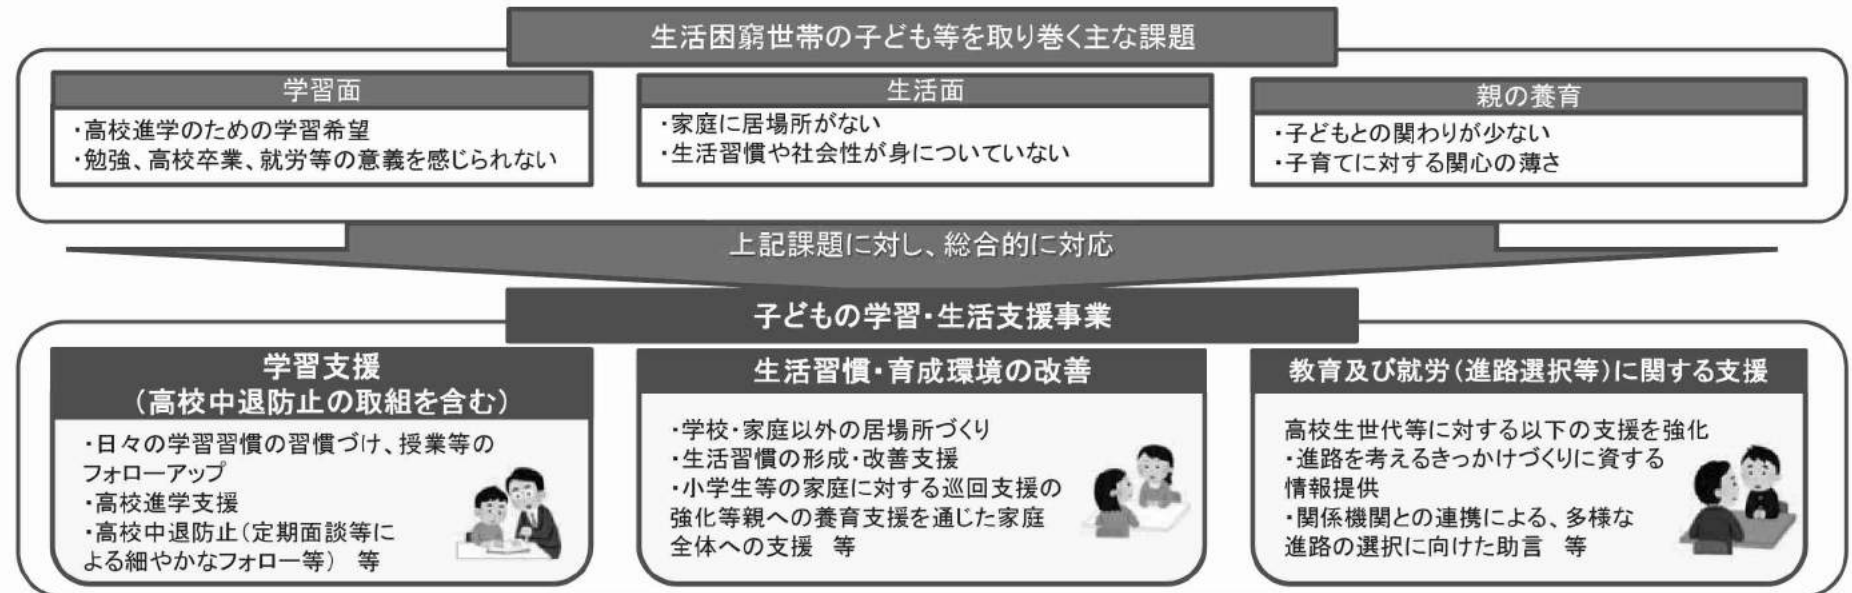 生活困窮世帯の子ども等を取り巻く主な課題
学習面
・高校進学のための学習希望
・勉強、高校卒業、就労等の意義を感じられない
生活面
・家庭に居場所がない
・生活習慣や社会性が身についていない
親の養育
・子どもとの関わりが少ない
・子育てに対する関心の薄さ
上記課題に対し、総合的に対応
子どもの学習・生活支援事業
学習支援
（高校中退防止の取組を含む）
・日々の学習習慣の習慣づけ、授業等の
フォローアップ
・高校進学支援
・高校中退防止（定期面談等に
よる細やかなフォロー等）　等
生活習慣・育成環境の改善
・学校・家庭以外の居場所づくり
・生活習慣の形成・改善支援
・小学生等の家庭に対する巡回支援の
強化等親への養育支援を通じた家庭
全体への支援　等
教育及び就労（進路選択等）に関する支援
高校生世代等に対する以下の支援を強化
・進路を考えるきっかけづくりに資する
情報提供
・関係機関との連携による、多様な
進路の選択に向けた助言　等